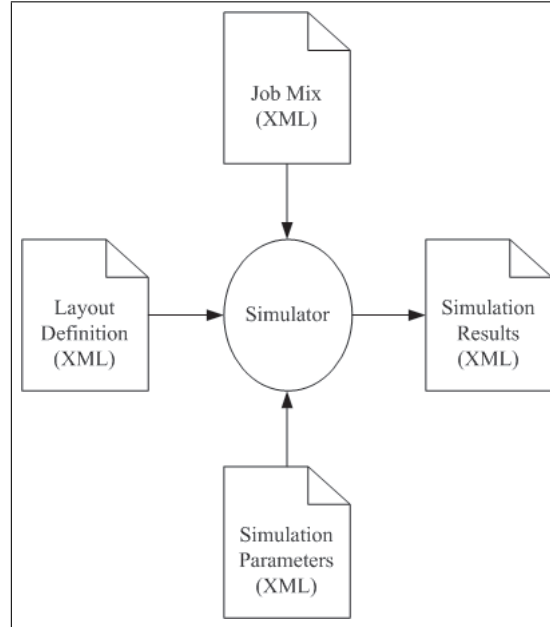 Job Mix
(XML)
Layout
Definition
(XML)
Simulator
Simulation
Results
(XML)
Simulation
Parameters
(XML)